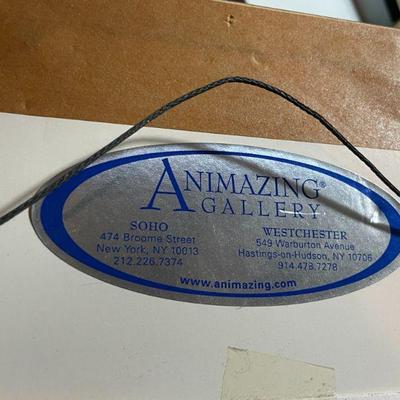 ANIMAZING®
GALLERY
SOHO
474 Broome Street
New York, NY 10013
212.226.7374
WESTCHESTER
549 Warburton Avenue
Hastings-on-Hudson, NY 10706
914.478.7278
www.animazing.com